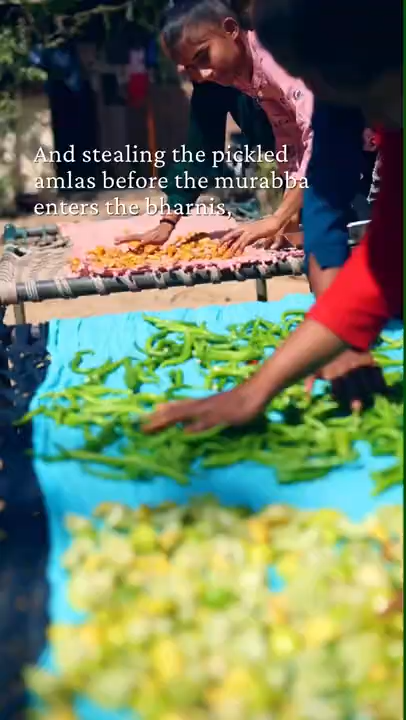 And stealing the pickled
amlas before the murabba
enters the bharnis,